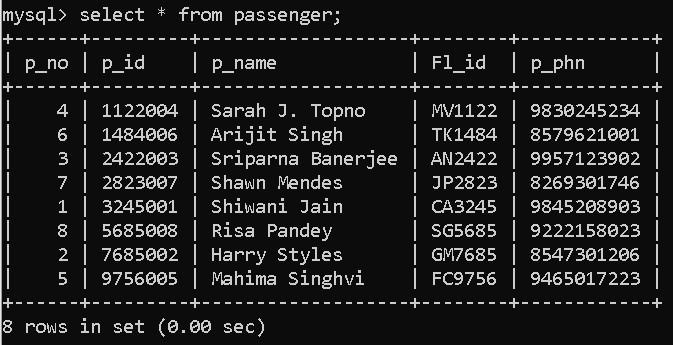 mysql> select * from passenger;
+------+---------+--------------------+--------+------------+
| p_no | p_id    | p_name             | Fl_id  | p_phn      |
+------+---------+--------------------+--------+------------+
|    4 | 1122004 | Sarah J. Topno     | MV1122 | 9830245234 |
|    6 | 1484006 | Arijit Singh       | TK1484 | 8579621001 |
|    3 | 2422003 | Sriparna Banerjee  | AN2422 | 9957123902 |
|    7 | 2823007 | Shawn Mendes       | JP2823 | 8269301746 |
|    1 | 3245001 | Shiwani Jain       | CA3245 | 9845208903 |
|    8 | 5685008 | Risa Pandey        | SG5685 | 9222158023 |
|    2 | 7685002 | Harry Styles       | GM7685 | 8547301206 |
|    5 | 9756005 | Mahima Singhvi     | FC9756 | 9465017223 |
+------+---------+--------------------+--------+------------+
8 rows in set (0.00 sec)